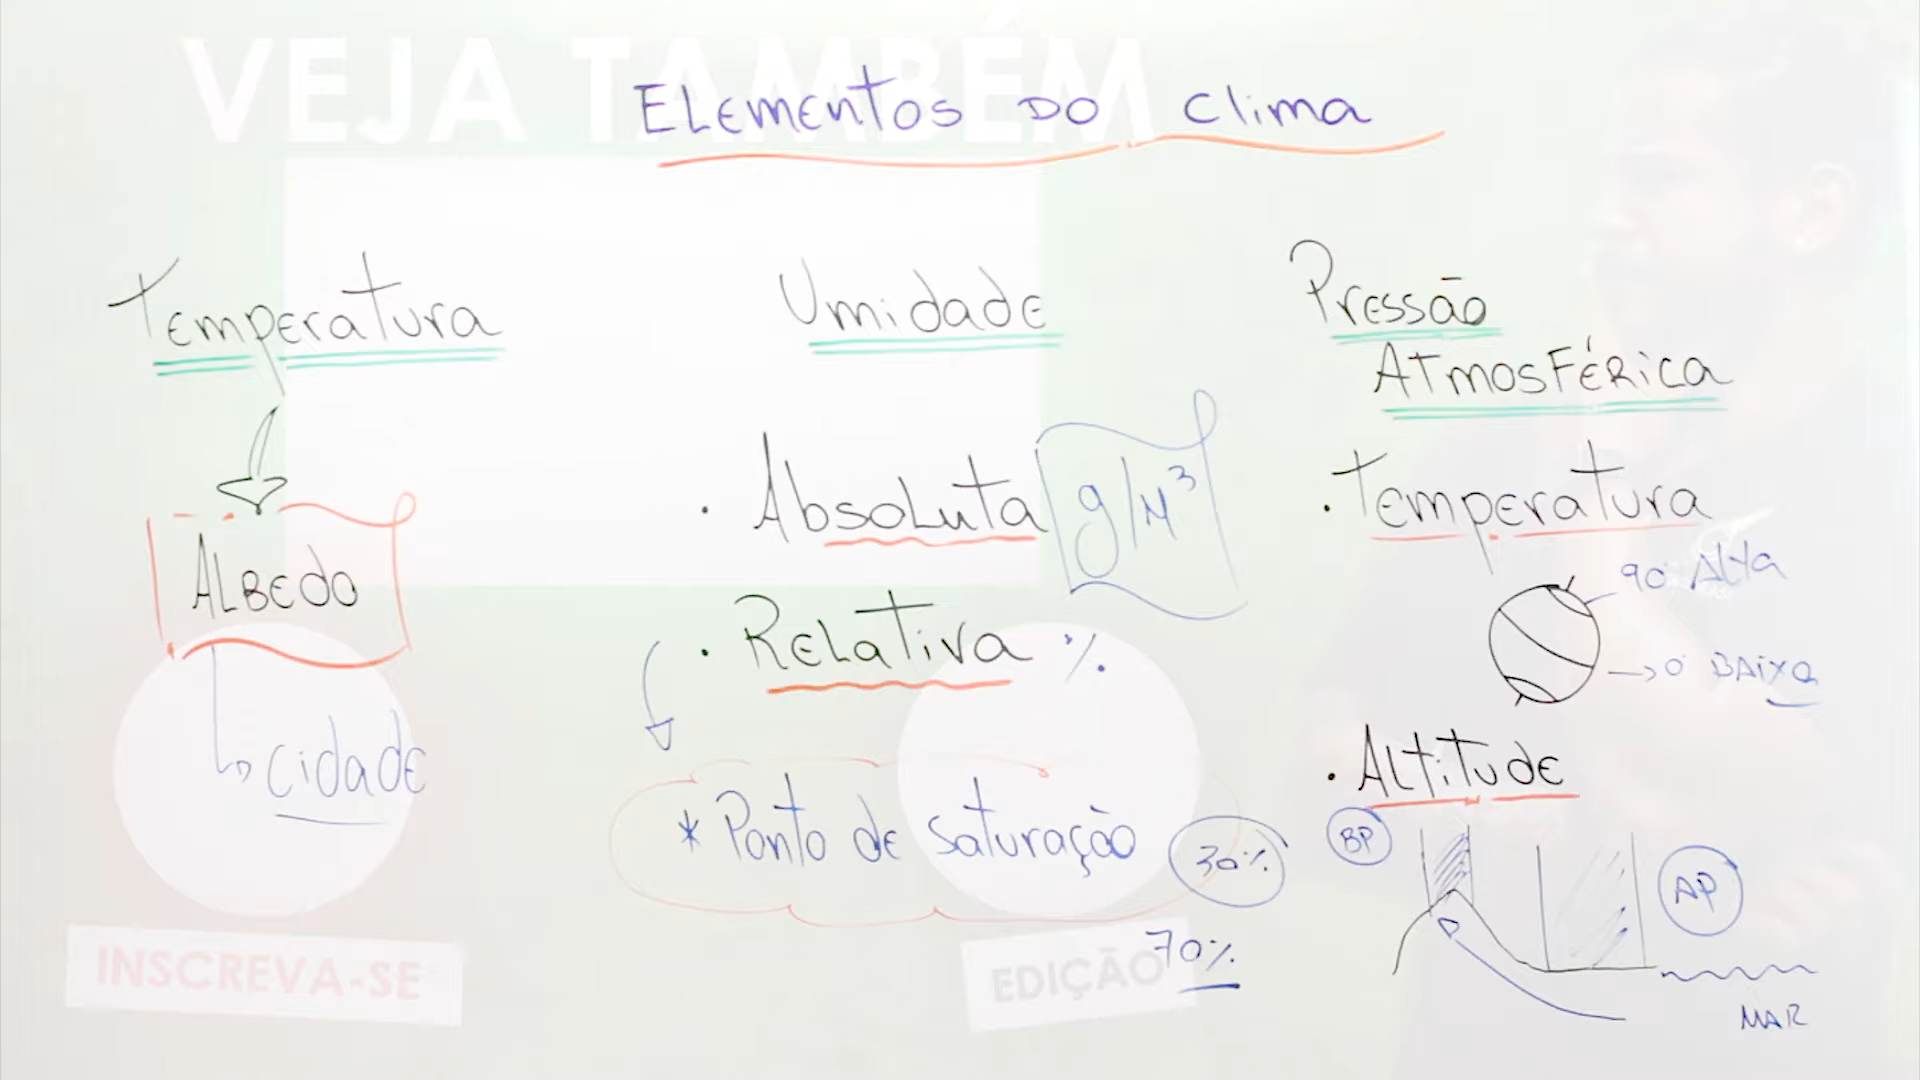 VEJA TAMBÉM
Elementos do Clima
Temperatura
Albedo
cidade
Umidade
• Absoluta g/M³
• Relativa %
* Ponto de saturação
30%
70%
Pressão
Atmosférica
• Temperatura
90° Alta
0° Baixa
• Altitude
BP
AP
MAR
INSCREVA-SE
EDIÇÃO